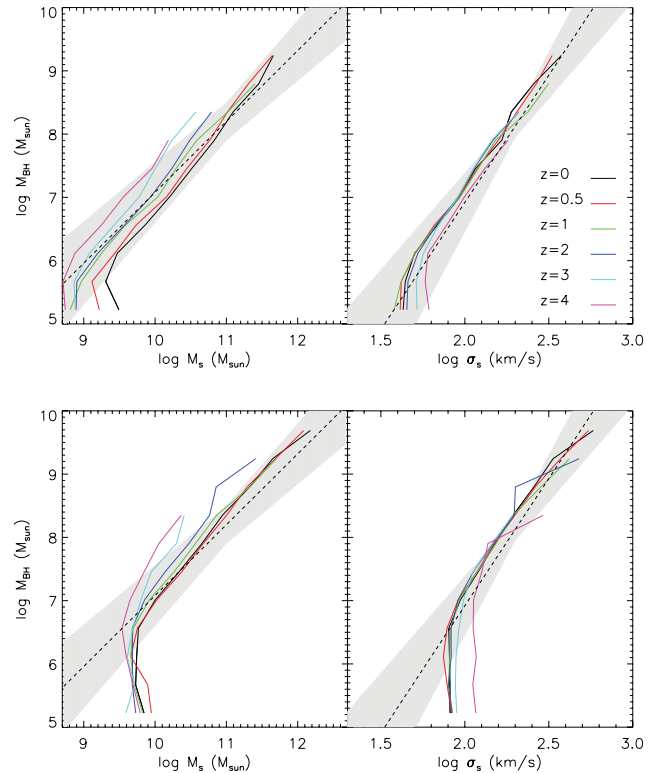 10
9
8
7
6
5
log M_BH (M_sun)
9 10 11 12
log M_s (M_sun)
z=0
z=0.5
z=1
z=2
z=3
z=4
1.5 2.0 2.5 3.0
log σ_s (km/s)
10
9
8
7
6
5
log M_BH (M_sun)
9 10 11 12
log M_s (M_sun)
1.5 2.0 2.5 3.0
log σ_s (km/s)